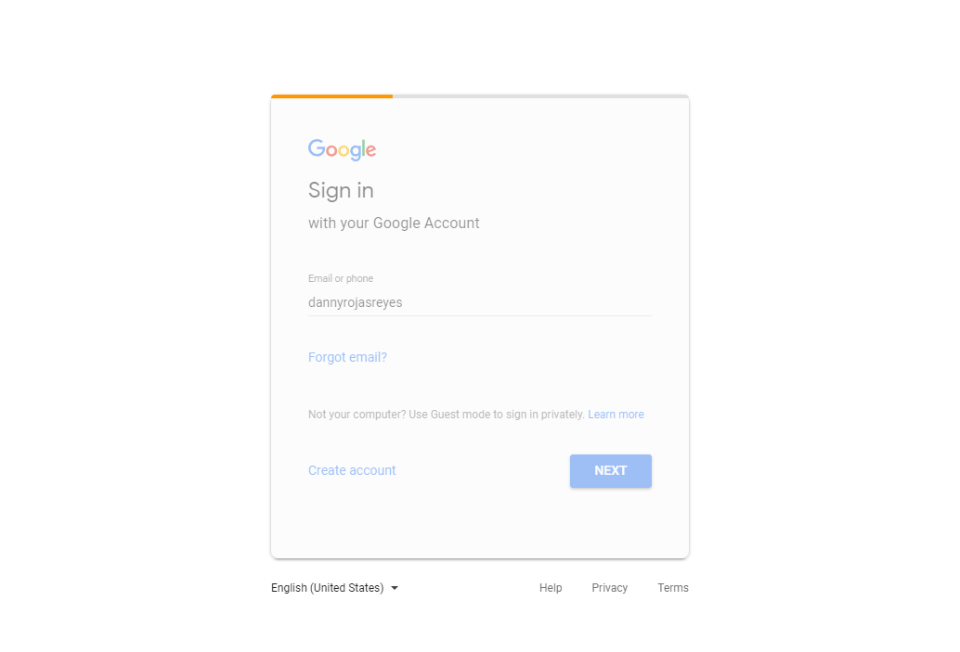 Google
Sign in
with your Google Account
Email or phone
dannyrojasreyes
Forgot email?
Not your computer? Use Guest mode to sign in privately. Learn more
Create account NEXT
English (United States) Help Privacy Terms